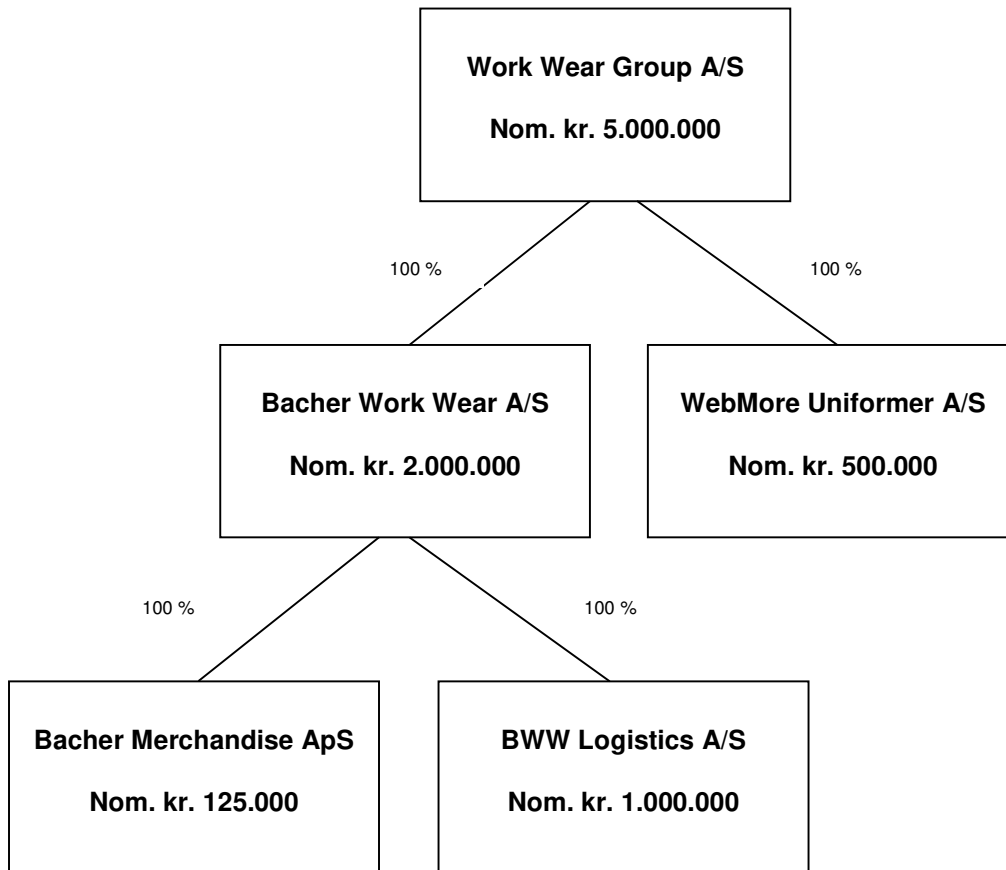 Work Wear Group A/S
Nom. kr. 5.000.000
100 %
100 %
Bacher Work Wear A/S
Nom. kr. 2.000.000
WebMore Uniformer A/S
Nom. kr. 500.000
100 %
100 %
Bacher Merchandise ApS
Nom. kr. 125.000
BWW Logistics A/S
Nom. kr. 1.000.000